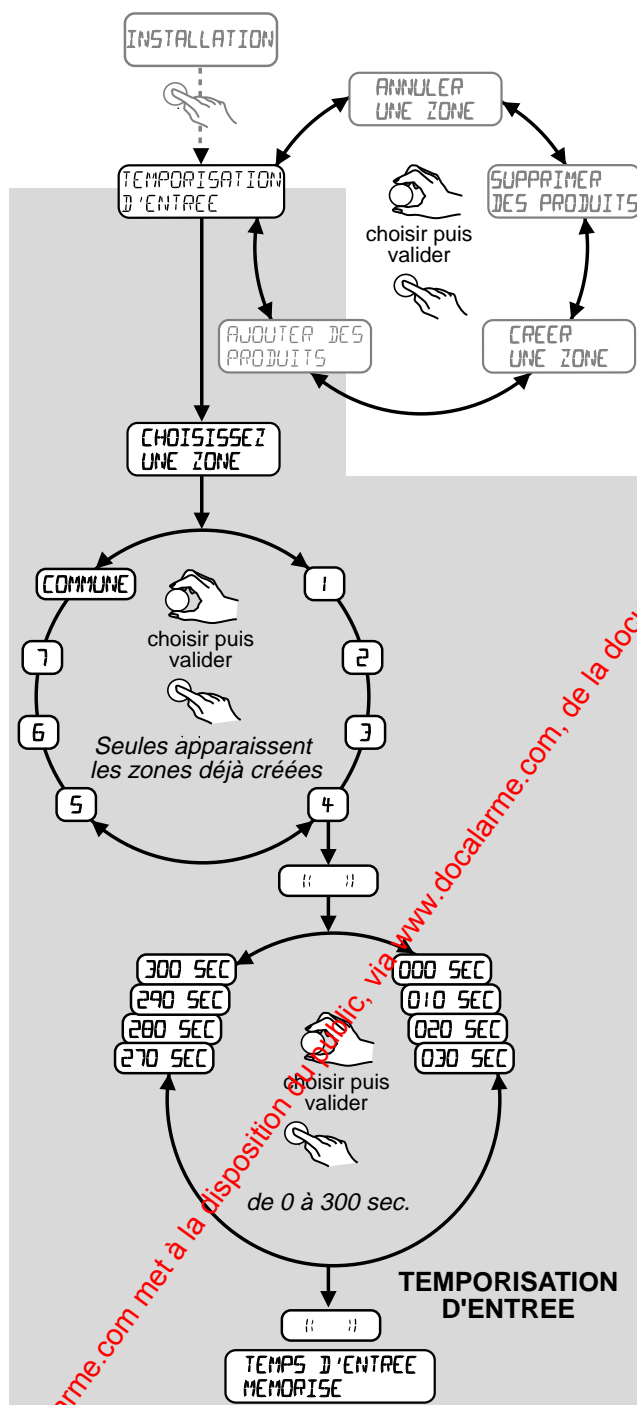 INSTALLATION
ANNULER
UNE ZONE
TEMPORISATION
D'ENTREE
SUPPRIMER
DES PRODUITS
choisir puis
valider
AJOUTER DES
PRODUITS
CREER
UNE ZONE
CHOISISSEZ
UNE ZONE
COMMUNE
1
choisir puis
valider
7
2
6
3
Seules apparaissent
les zones déjà créées
5
4
300 SEC
000 SEC
290 SEC
010 SEC
280 SEC
020 SEC
270 SEC
030 SEC
choisir puis
valider
de 0 à 300 sec.
TEMPORISATION
D'ENTREE
TEMPS D'ENTREE
MEMORISE
arme.com met à la disposition du public, via www.docalarme.com, de la doc